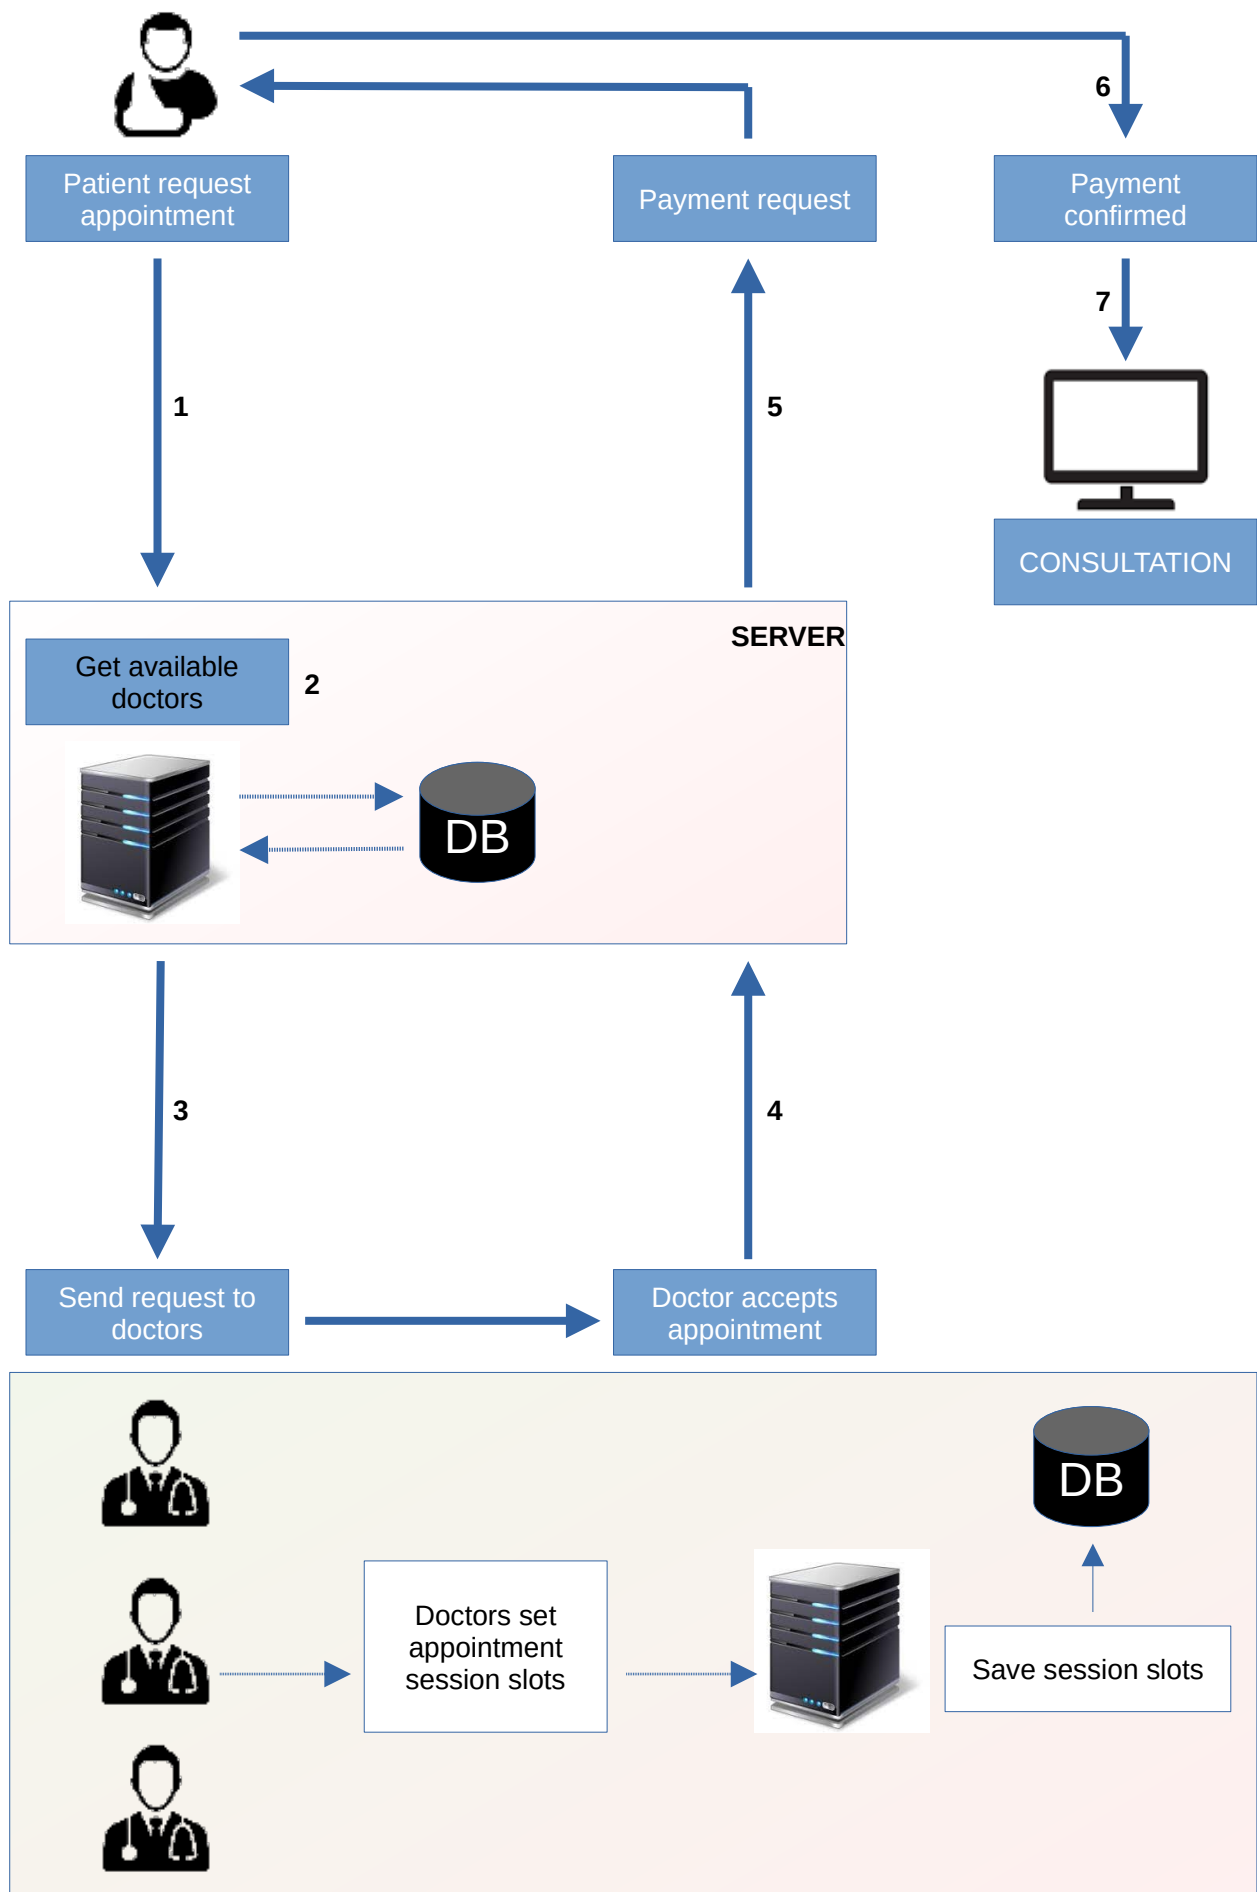 6
Patient request
appointment
Payment request
Payment
confirmed
7
1
5
CONSULTATION
SERVER
Get available
doctors
2
DB
3
4
Send request to
doctors
Doctor accepts
appointment
DB
Doctors set
appointment
session slots
Save session slots